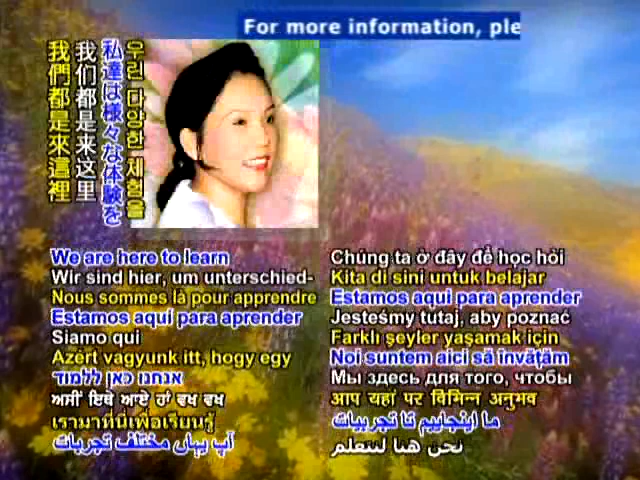 For more information, ple
우린 다양한 체험을
私達は様々な体験を
我们都是来这里
我們都是來這裡
We are here to learn
Wir sind hier, um unterschied-
Nous sommes là pour apprendre
Estamos aquí para aprender
Siamo qui
Azért vagyunk itt, hogy egy
אנחנו כאן ללמוד
ਅਸੀਂ ਇਥੇ ਆਏ ਹਾਂ ਵਖ ਵਖ
เรามาที่นี่เพื่อเรียนรู้
آپ یہاں مختلف تجربات
Chúng ta ở đây để học hỏi
Kita di sini untuk belajar
Estamos aqui para aprender
Jesteśmy tutaj, aby poznać
Farklı şeyler yaşamak için
Noi suntem aici să învăţăm
Мы здесь для того, чтобы
आप यहां पर विभिन्न अनुभव
ما اینجاییم تا تجربیات
نحن هنا لنتعلم